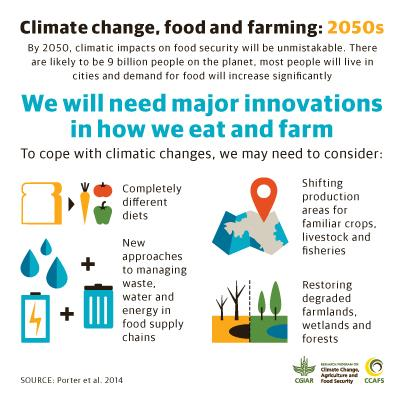 Climate change, food and farming: 2050s
By 2050, climatic impacts on food security will be unmistakable. There
are likely to be 9 billion people on the planet, most people will live in
cities and demand for food will increase significantly
We will need major innovations
in how we eat and farm
To cope with climatic changes, we may need to consider:
Completely
different
diets
Shifting
production
areas for
familiar crops,
livestock and
fisheries
New
approaches
to managing
waste,
water and
energy in
food supply
chains
Restoring
degraded
farmlands,
wetlands and
forests
SOURCE: Porter et al. 2014
CGIAR
RESEARCH PROGRAM ON
Climate Change,
Agriculture and
Food Security
CCAFS